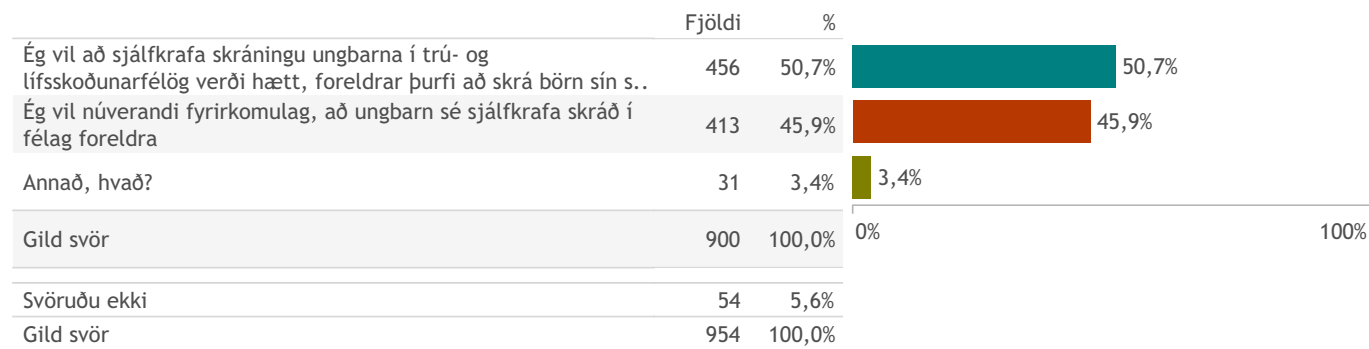 Fjöldi %
Ég vil að sjálfkrafa skráningu ungbarna í trú- og
lífsskoðunarfélög verði hætt, foreldrar þurfi að skrá börn sín s..
456 50,7% 50,7%
Ég vil núverandi fyrirkomulag, að ungbarn sé sjálfkrafa skráð í
félag foreldra
413 45,9% 45,9%
Annað, hvað? 31 3,4% 3,4%
Gild svör 900 100,0% 0% 100%
Svöruðu ekki 54 5,6%
Gild svör 954 100,0%